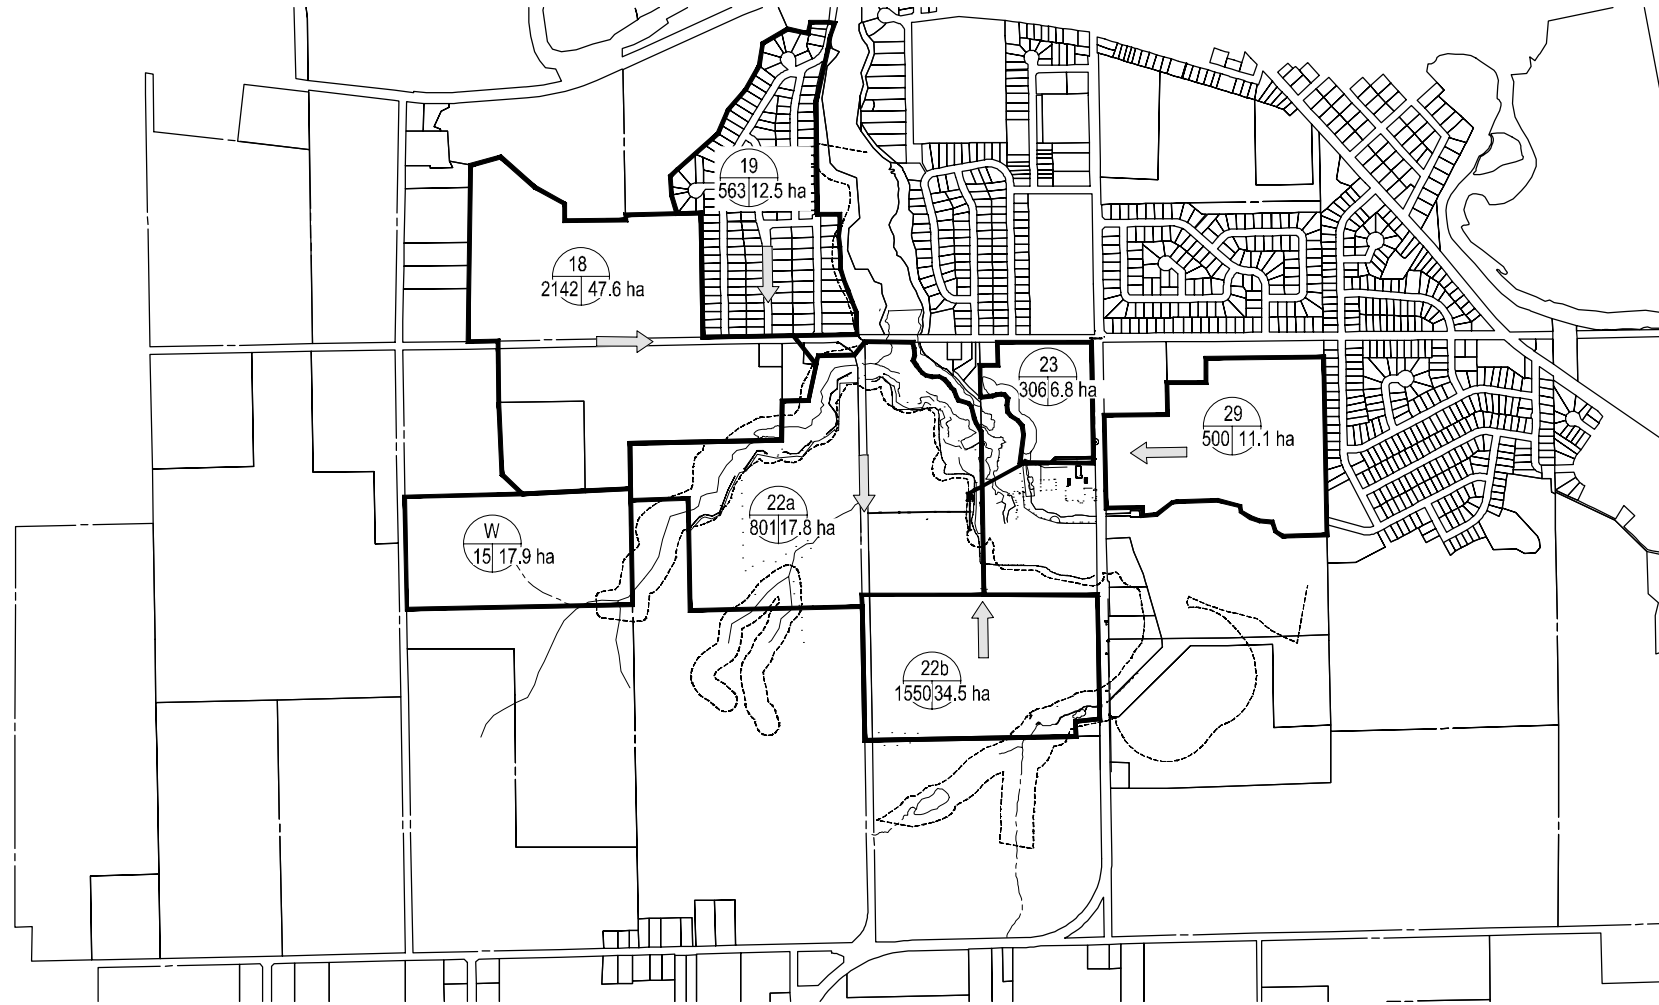 19
563 12.5 ha
18
2142 47.6 ha
23
306 6.8 ha
29
500 11.1 ha
22a
801 17.8 ha
W
15 17.9 ha
22b
1550 34.5 ha